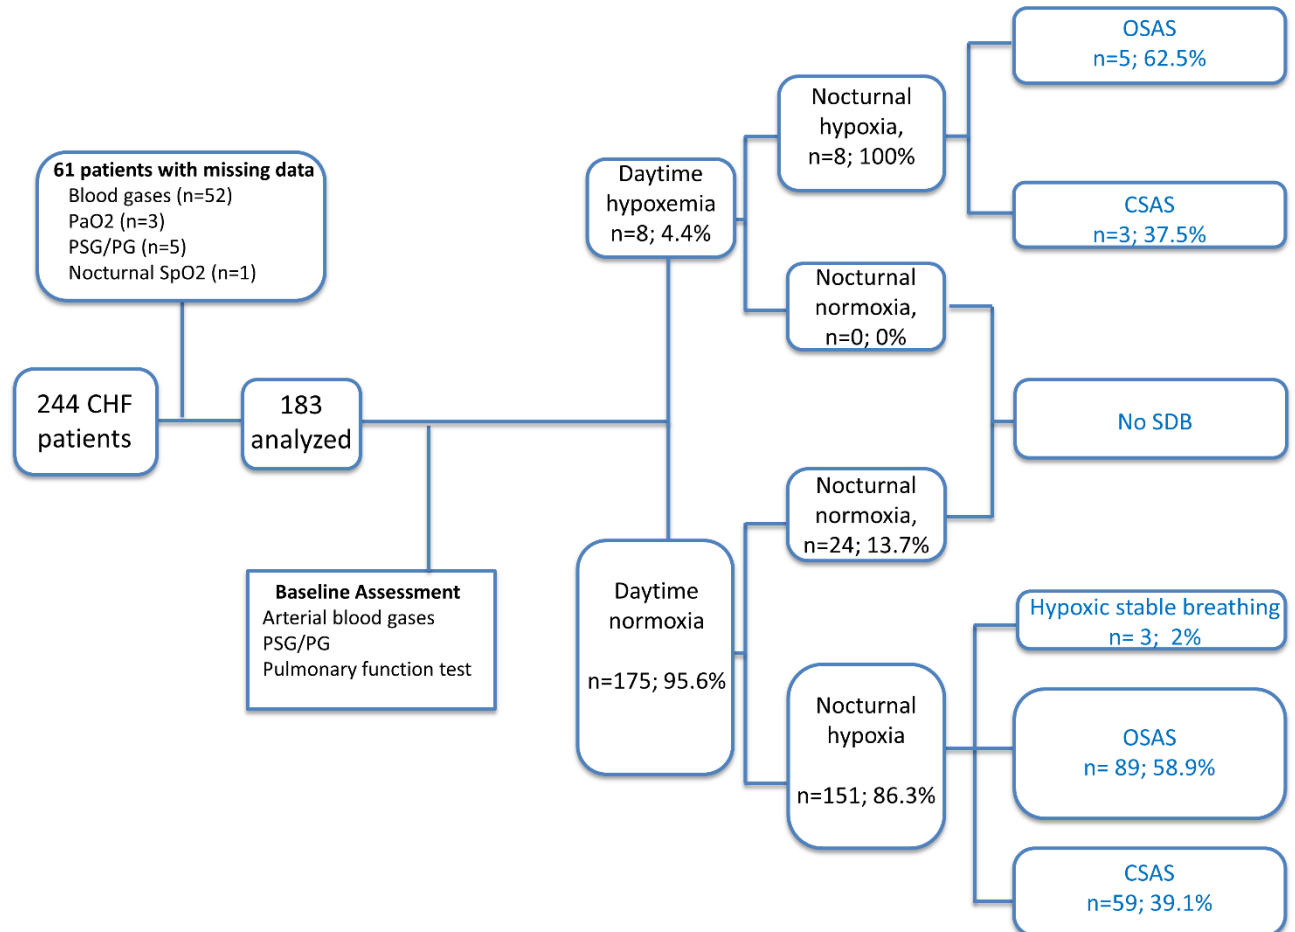 61 patients with missing data
Blood gases (n=52)
PaO2 (n=3)
PSG/PG (n=5)
Nocturnal SpO2 (n=1)
244 CHF
patients
183
analyzed
Baseline Assessment
Arterial blood gases
PSG/PG
Pulmonary function test
Daytime
hypoxemia
n=8; 4.4%
Daytime
normoxia
n=175; 95.6%
Nocturnal
hypoxia,
n=8; 100%
Nocturnal
normoxia,
n=0; 0%
Nocturnal
normoxia,
n=24; 13.7%
Nocturnal
hypoxia
n=151; 86.3%
OSAS
n=5; 62.5%
CSAS
n=3; 37.5%
No SDB
Hypoxic stable breathing
n= 3;  2%
OSAS
n= 89; 58.9%
CSAS
n=59; 39.1%